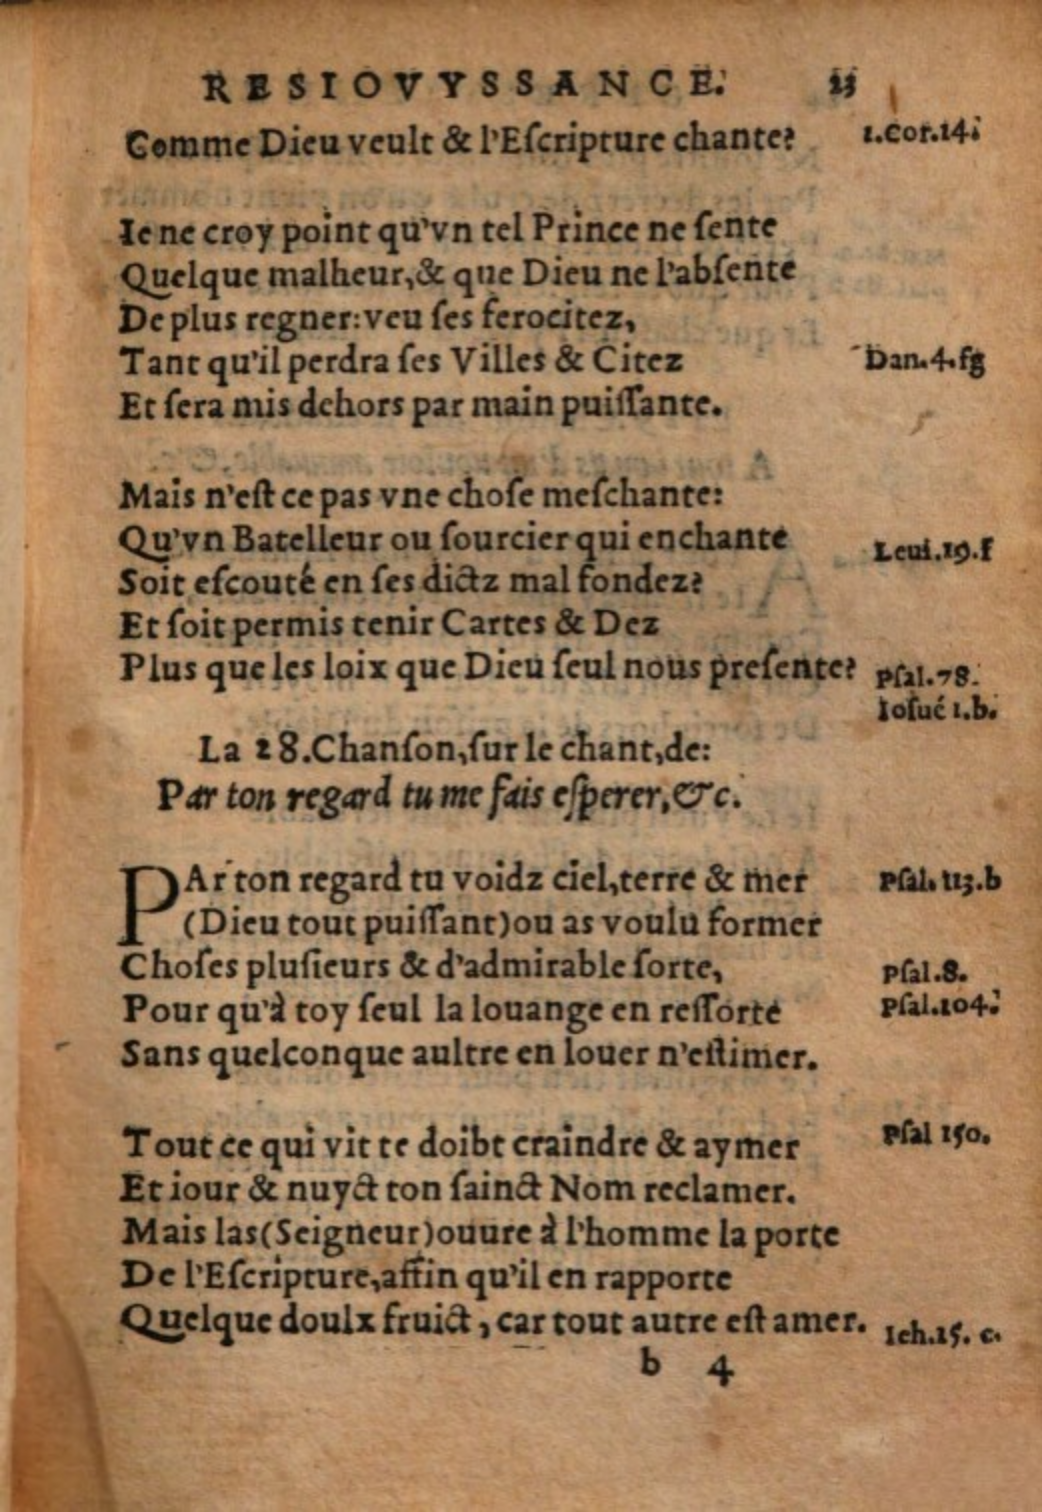 RESIOVYSSANCE. 23
Comme Dieu veult & l'Eſcripture chante? 1.Cor.14.
Ie ne croy point qu'vn tel Prince ne ſente
Quelque malheur,& que Dieu ne l'abſente
De plus regner:veu ſes ferocitez,
Tant qu'il perdra ſes Villes & Citez Dan.4.fg
Et ſera mis dehors par main puiſſante.
Mais n'eſt ce pas vne choſe meſchante:
Qu'vn Batelleur ou ſourcier qui enchante Leui.19.f
Soit eſcouté en ſes dictz mal fondez?
Et ſoit permis tenir Cartes & Dez
Plus que les loix que Dieu ſeul nous preſente? Pſal.78.
Ioſué 1.b.
La 28.Chanſon,ſur le chant,de:
Par ton regard tu me fais eſperer,&c.
PAr ton regard tu voidz ciel,terre & mer Pſal.113.b
(Dieu tout puiſſant)ou as voulu former
Choſes pluſieurs & d'admirable ſorte, Pſal.8.
Pour qu'à toy ſeul la louange en reſſorte Pſal.104.
Sans quelconque aultre en louer n'eſtimer.
Tout ce qui vit te doibt craindre & aymer Pſal 150.
Et iour & nuyct ton ſainct Nom reclamer.
Mais las(Seigneur)ouure à l'homme la porte
De l'Eſcripture,affin qu'il en rapporte
Quelque doulx fruict, car tout autre eſt amer. Ieh.15. c.
b 4